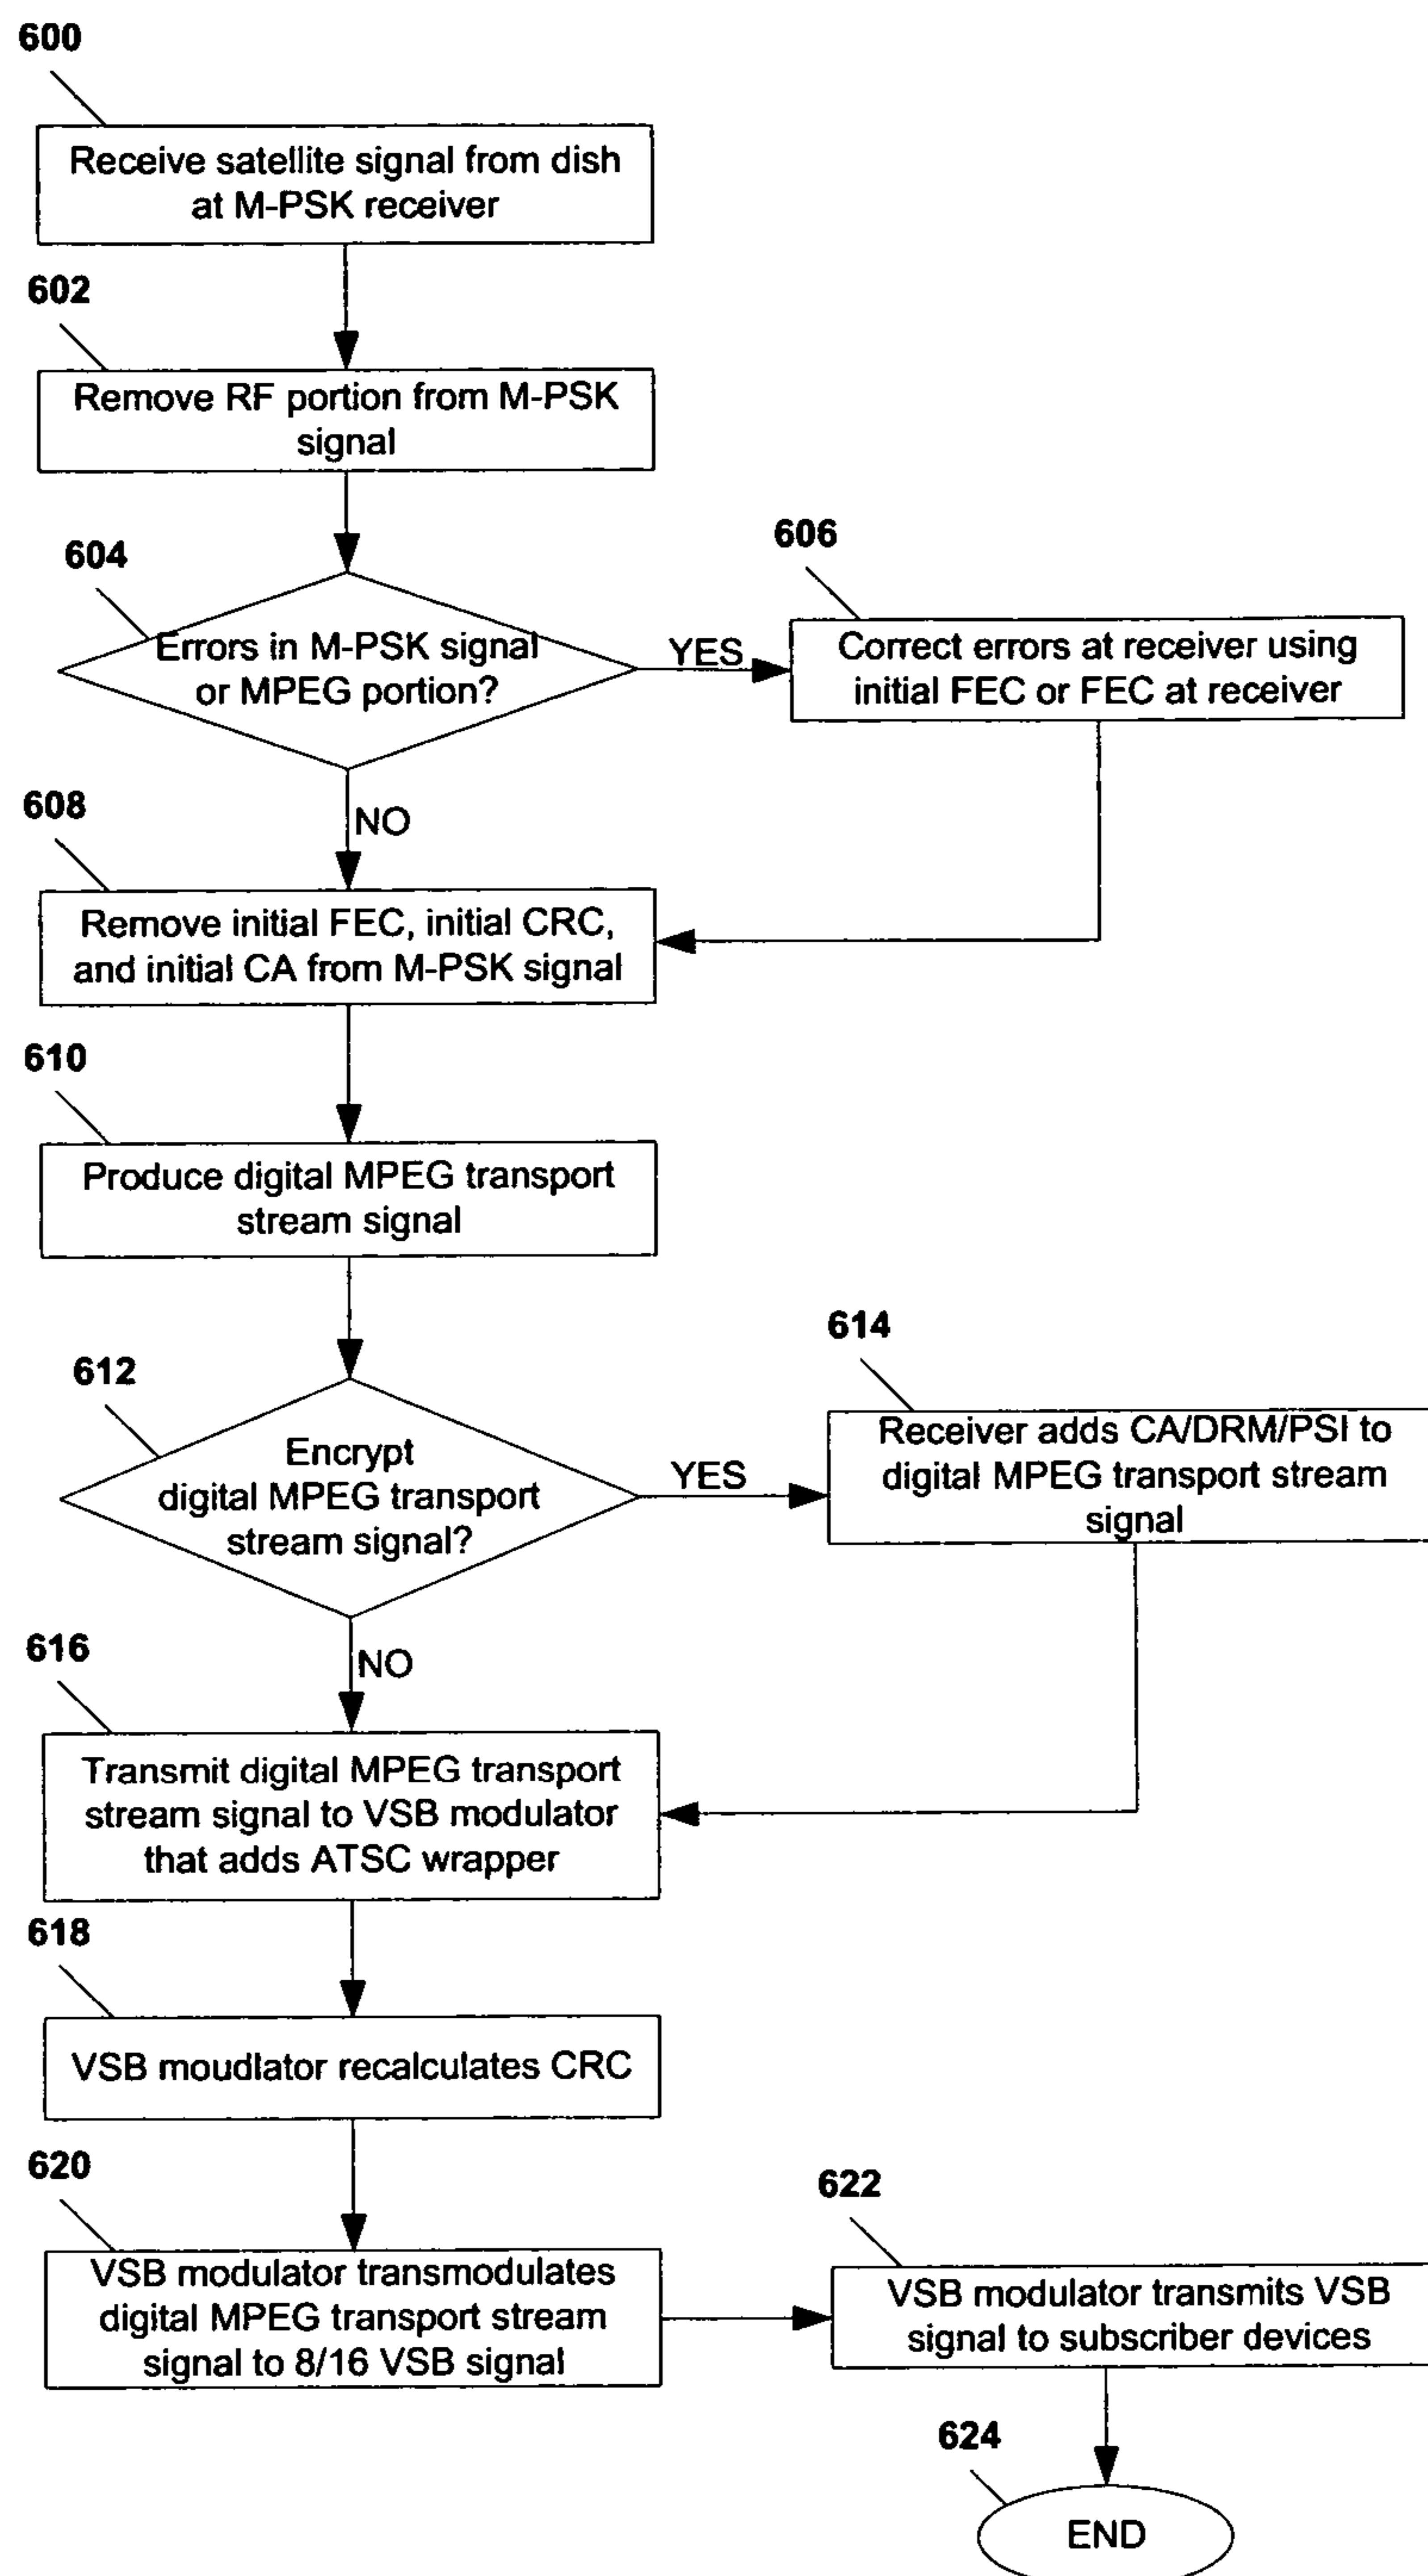 600
Receive satellite signal from dish
at M-PSK receiver
602
Remove RF portion from M-PSK
signal
604
Errors in M-PSK signal
or MPEG portion?
YES
606
Correct errors at receiver using
initial FEC or FEC at receiver
NO
608
Remove initial FEC, initial CRC,
and initial CA from M-PSK signal
610
Produce digital MPEG transport
stream signal
612
Encrypt
digital MPEG transport
stream signal?
YES
614
Receiver adds CA/DRM/PSI to
digital MPEG transport stream
signal
NO
616
Transmit digital MPEG transport
stream signal to VSB modulator
that adds ATSC wrapper
618
VSB moudlator recalculates CRC
620
VSB modulator transmodulates
digital MPEG transport stream
signal to 8/16 VSB signal
622
VSB modulator transmits VSB
signal to subscriber devices
624
END